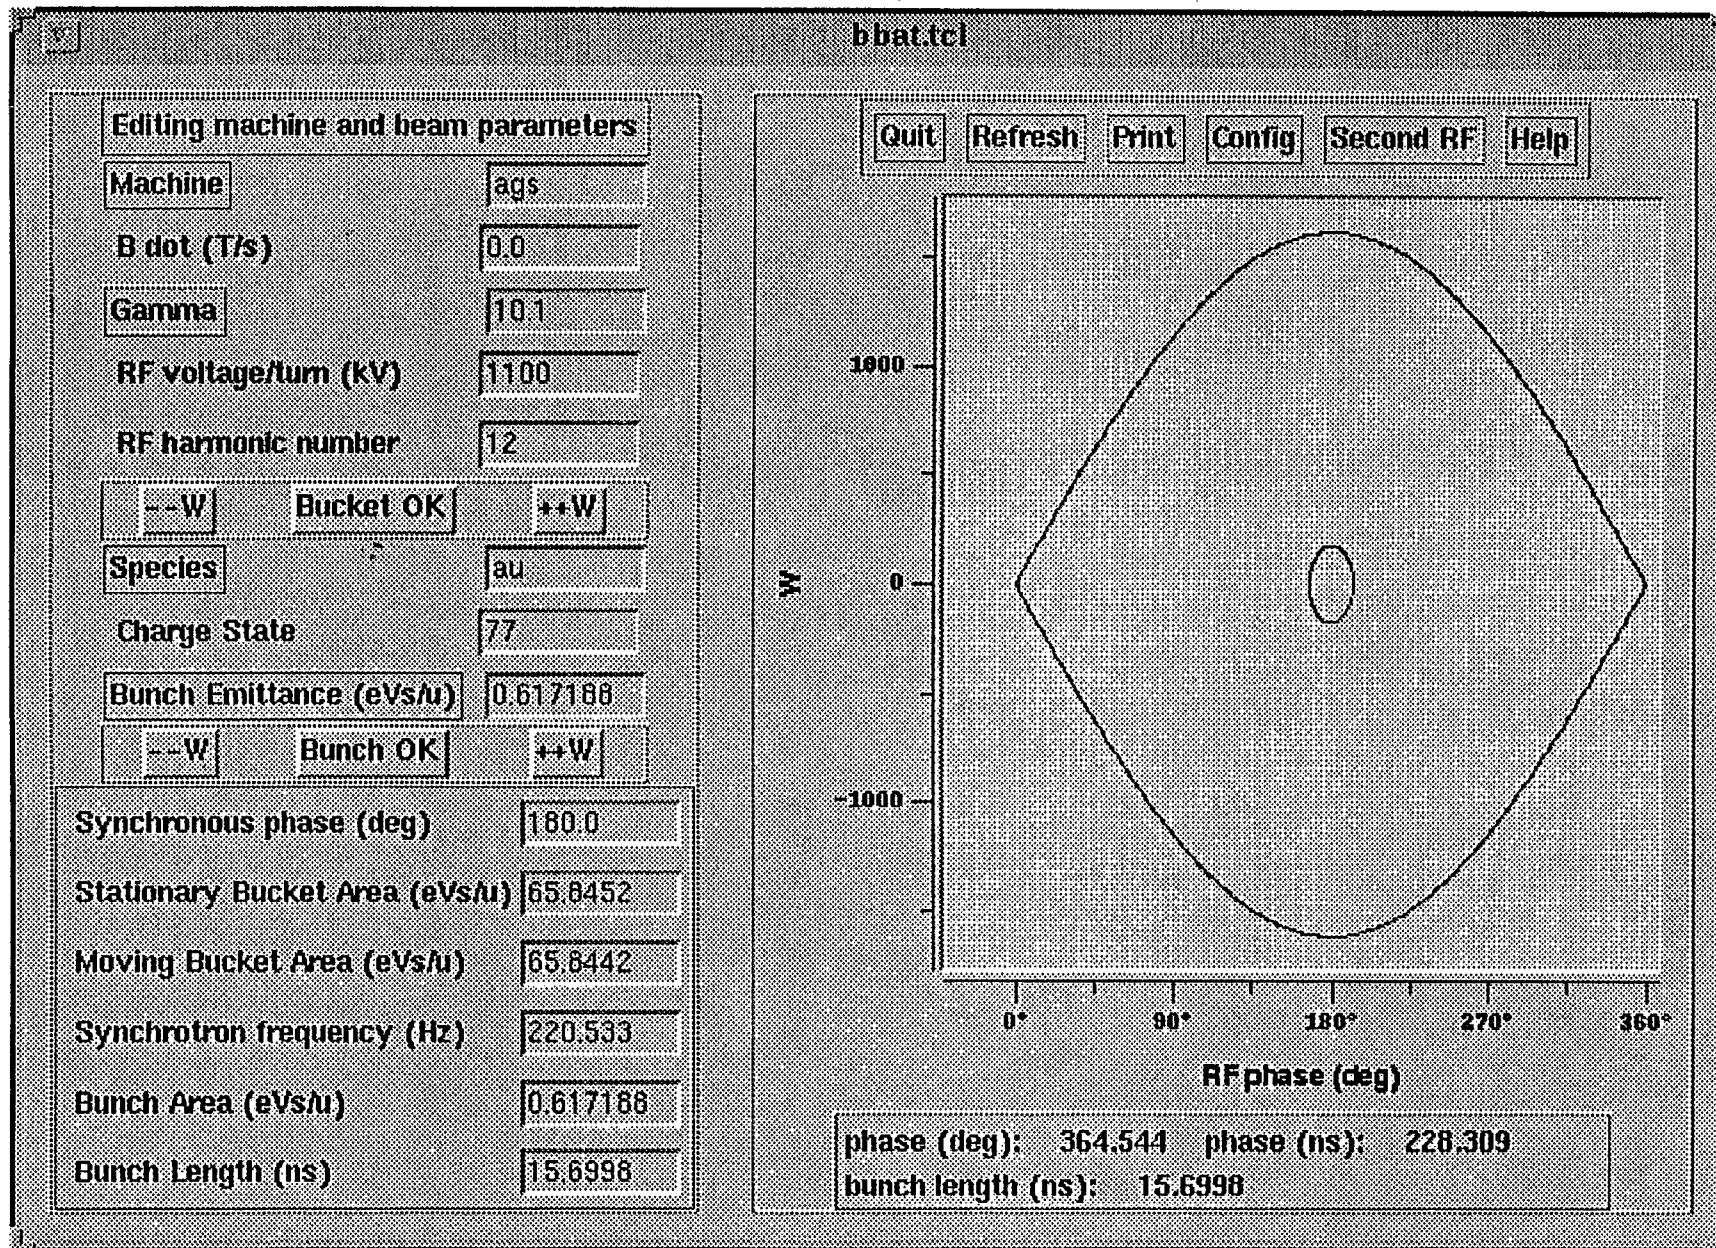 bbat.tcl
Editing machine and beam parameters
Machine ags
B dot (T/s) 0.0
Gamma 10.1
RF voltage/turn (kV) 1100
RF harmonic number 12
--W Bucket OK ++W
Species au
Charge State 77
Bunch Emittance (eVs/u) 0.617188
--W Bunch OK ++W
Synchronous phase (deg) 180.0
Stationary Bucket Area (eVs/u) 65.8452
Moving Bucket Area (eVs/u) 65.8442
Synchrotron frequency (Hz) 220.533
Bunch Area (eVs/u) 0.617188
Bunch Length (ns) 15.6998
Quit Refresh Print Config Second RF Help
1000
W
0
-1000
0° 90° 180° 270° 360°
RF phase (deg)
phase (deg): 364.544 phase (ns): 228.309
bunch length (ns): 15.6998